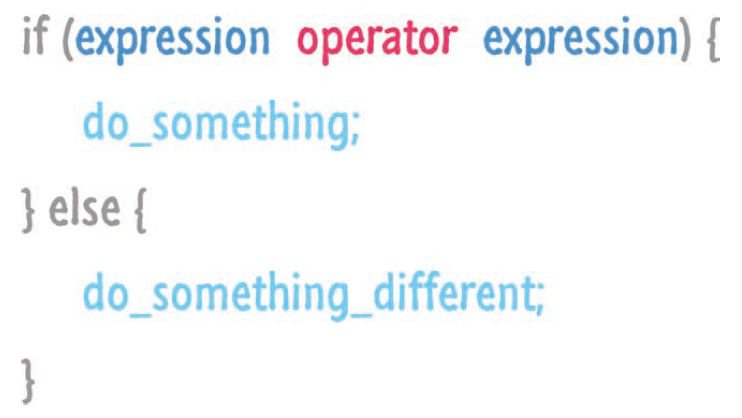 if (expression operator expression) {
do_something;
} else {
do_something_different;
}